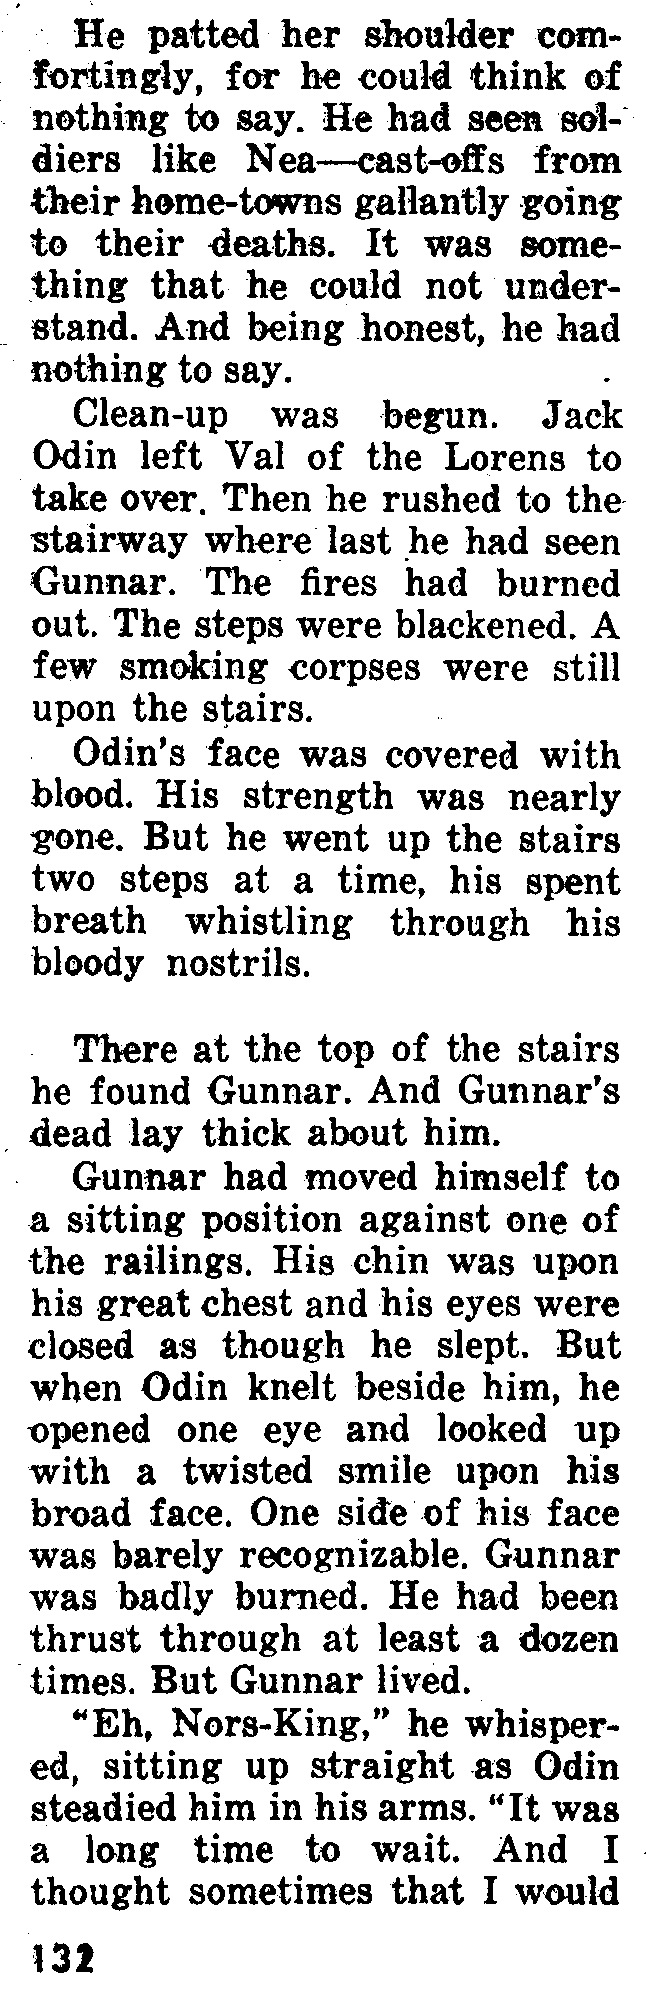 He patted her shoulder com-
fortingly, for he could think of
nothing to say. He had seen sol-
diers like Nea—cast-offs from
their home-towns gallantly going
to their deaths. It was some-
thing that he could not under-
stand. And being honest, he had
nothing to say.
Clean-up was begun. Jack
Odin left Val of the Lorens to
take over. Then he rushed to the
stairway where last he had seen
Gunnar. The fires had burned
out. The steps were blackened. A
few smoking corpses were still
upon the stairs.
Odin's face was covered with
blood. His strength was nearly
gone. But he went up the stairs
two steps at a time, his spent
breath whistling through his
bloody nostrils.
There at the top of the stairs
he found Gunnar. And Gunnar's
dead lay thick about him.
Gunnar had moved himself to
a sitting position against one of
the railings. His chin was upon
his great chest and his eyes were
closed as though he slept. But
when Odin knelt beside him, he
opened one eye and looked up
with a twisted smile upon his
broad face. One side of his face
was barely recognizable. Gunnar
was badly burned. He had been
thrust through at least a dozen
times. But Gunnar lived.
"Eh, Nors-King," he whisper-
ed, sitting up straight as Odin
steadied him in his arms. "It was
a long time to wait. And I
thought sometimes that I would
132